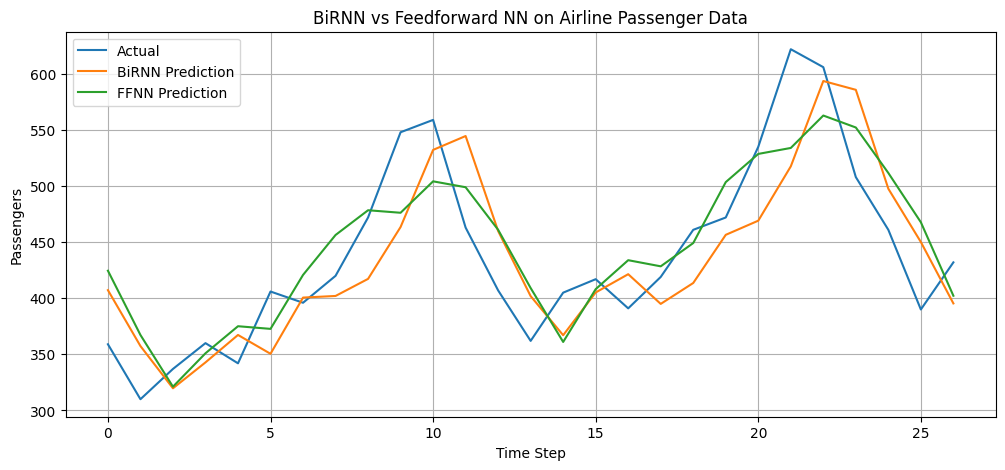 BiRNN vs Feedforward NN on Airline Passenger Data
Actual
BiRNN Prediction
FFNN Prediction
Passengers
600
550
500
450
400
350
300
0 5 10 15 20 25
Time Step